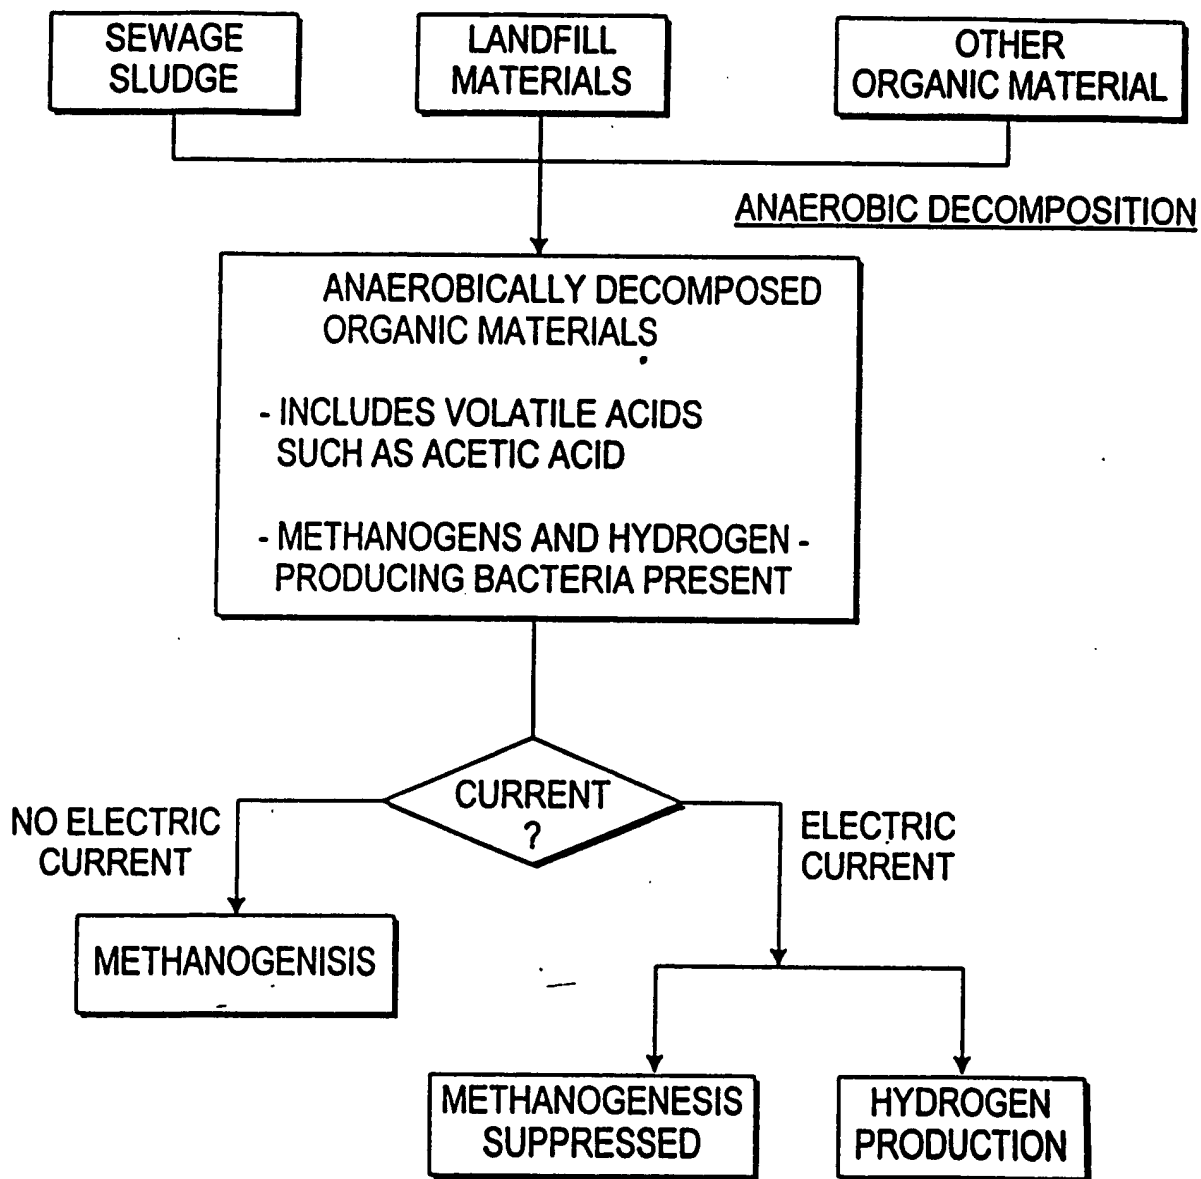 SEWAGE
SLUDGE
LANDFILL
MATERIALS
OTHER
ORGANIC MATERIAL
ANAEROBIC DECOMPOSITION
ANAEROBICALLY DECOMPOSED
ORGANIC MATERIALS
- INCLUDES VOLATILE ACIDS
SUCH AS ACETIC ACID
- METHANOGENS AND HYDROGEN -
PRODUCING BACTERIA PRESENT
CURRENT
?
NO ELECTRIC
CURRENT
ELECTRIC
CURRENT
METHANOGENISIS
METHANOGENESIS
SUPPRESSED
HYDROGEN
PRODUCTION